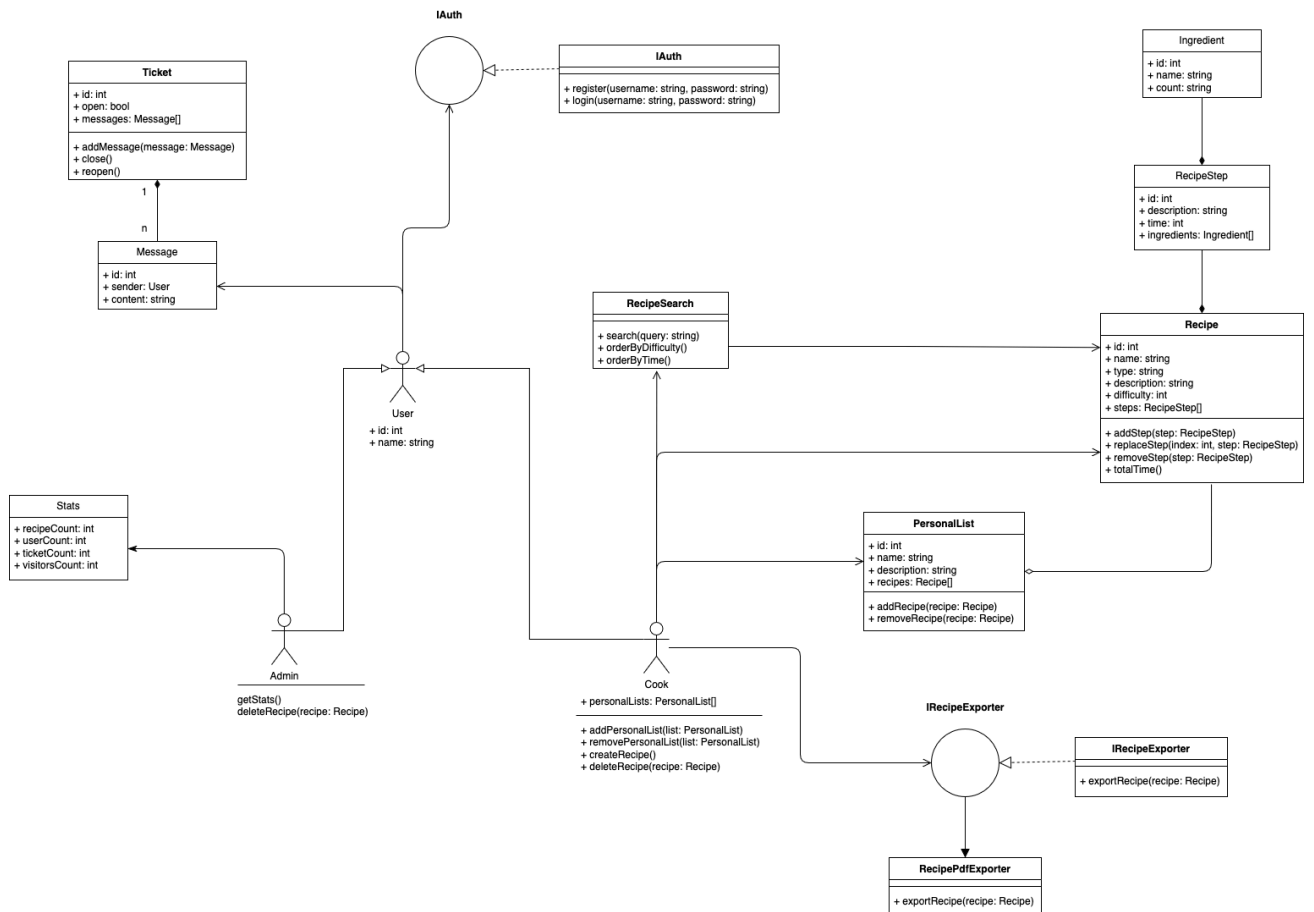 IAuth
IAuth
+ register(username: string, password: string)
+ login(username: string, password: string)
Ticket
+ id: int
+ open: bool
+ messages: Message[]
+ addMessage(message: Message)
+ close()
+ reopen()
1
n
Message
+ id: int
+ sender: User
+ content: string
Ingredient
+ id: int
+ name: string
+ count: string
RecipeStep
+ id: int
+ description: string
+ time: int
+ ingredients: Ingredient[]
RecipeSearch
+ search(query: string)
+ orderByDifficulty()
+ orderByTime()
Recipe
+ id: int
+ name: string
+ type: string
+ description: string
+ difficulty: int
+ steps: RecipeStep[]
+ addStep(step: RecipeStep)
+ replaceStep(index: int, step: RecipeStep)
+ removeStep(step: RecipeStep)
+ totalTime()
User
+ id: int
+ name: string
Stats
+ recipeCount: int
+ userCount: int
+ ticketCount: int
+ visitorsCount: int
PersonalList
+ id: int
+ name: string
+ description: string
+ recipes: Recipe[]
+ addRecipe(recipe: Recipe)
+ removeRecipe(recipe: Recipe)
Admin
getStats()
deleteRecipe(recipe: Recipe)
Cook
+ personalLists: PersonalList[]
+ addPersonalList(list: PersonalList)
+ removePersonalList(list: PersonalList)
+ createRecipe()
+ deleteRecipe(recipe: Recipe)
IRecipeExporter
IRecipeExporter
+ exportRecipe(recipe: Recipe)
RecipePdfExporter
+ exportRecipe(recipe: Recipe)